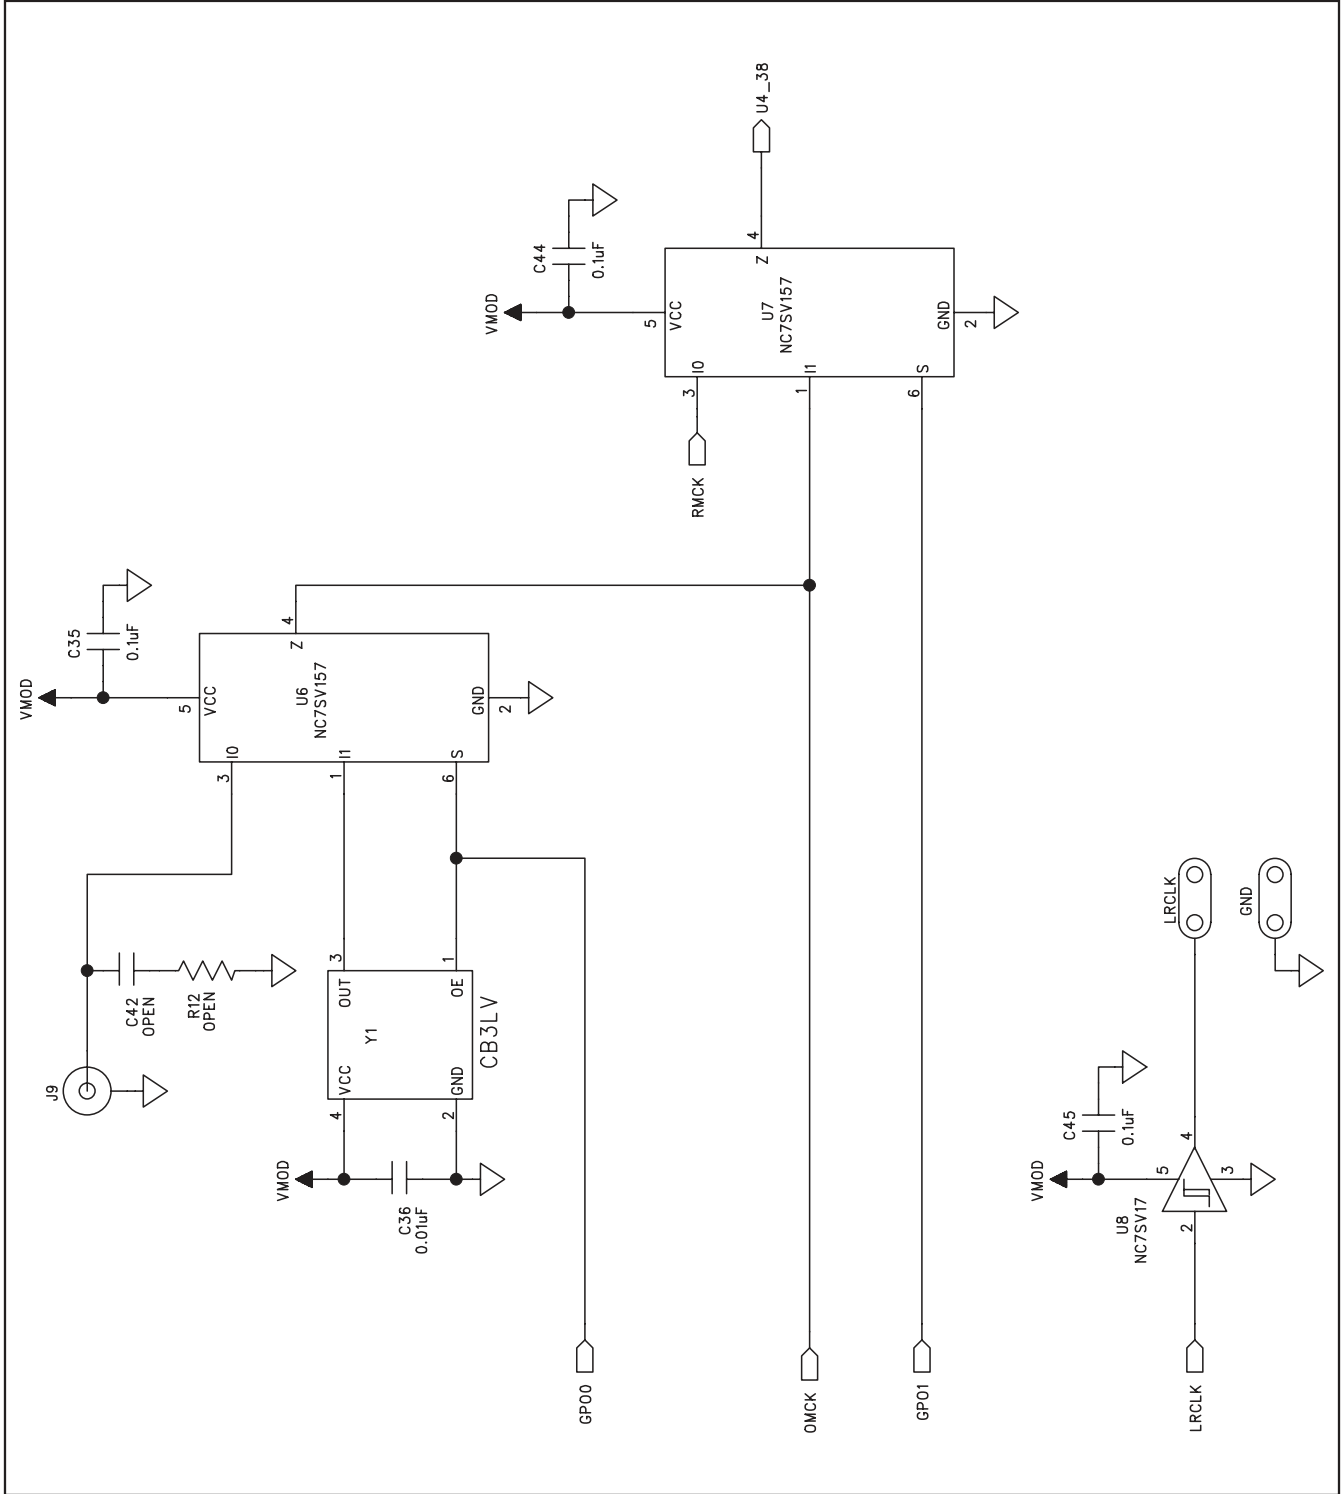 J9
C42
OPEN
R12
OPEN
VMOD
C35
0.1uF
5
VCC
3
I0
U6
NC7SV157
Z
4
1
I1
6
S
GND
2
VMOD
4
VCC
OUT
3
Y1
2
GND
OE
1
CB3LV
C36
0.01uF
VMOD
C44
0.1uF
5
VCC
RMCK
3
I0
U7
NC7SV157
Z
4
U4_38
1
I1
6
S
GND
2
GPO0
OMCK
GPO1
VMOD
C45
0.1uF
U8
NC7SV17
5
LRCLK
2
4
3
LRCLK
GND